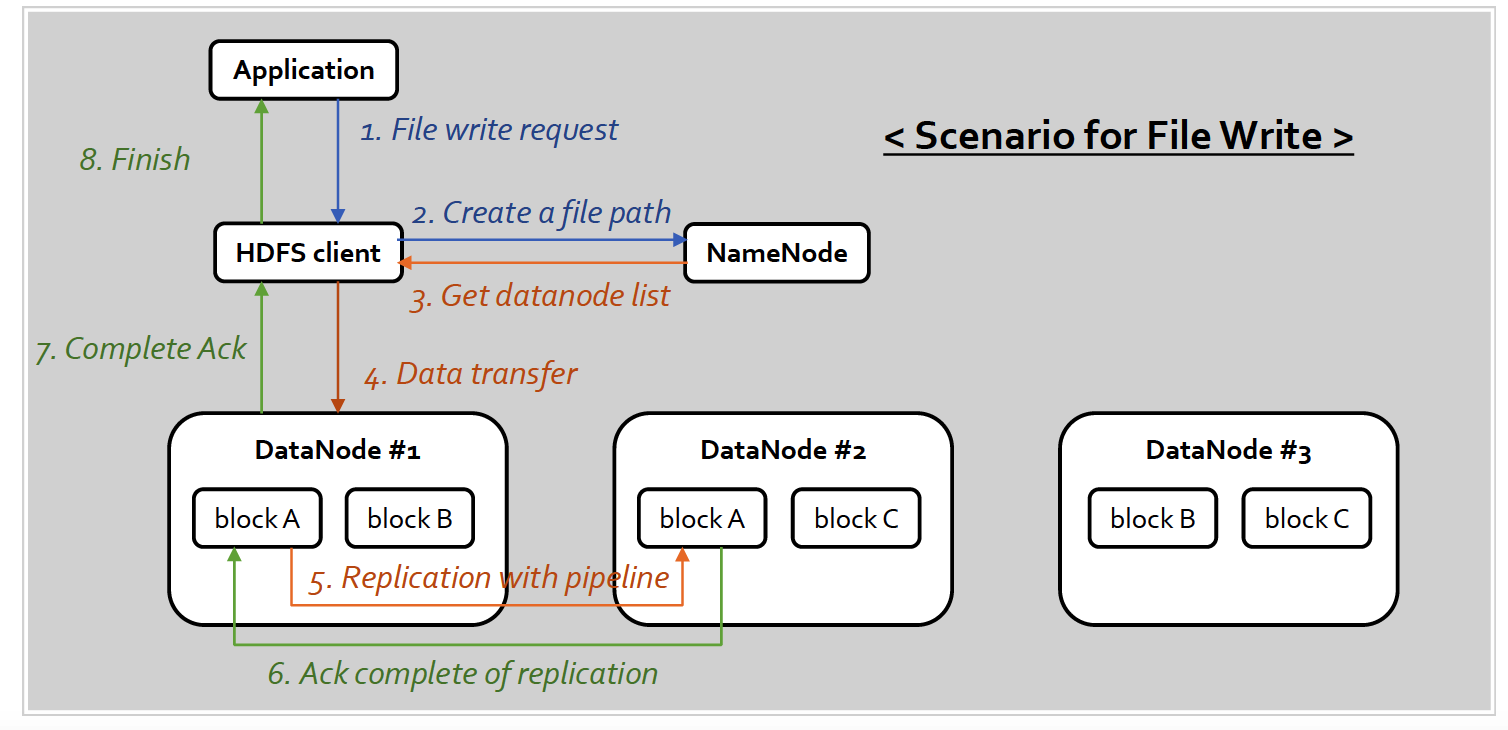 Application
1. File write request
< Scenario for File Write >
8. Finish
2. Create a file path
HDFS client
NameNode
3. Get datanode list
7. Complete Ack
4. Data transfer
DataNode #1
DataNode #2
DataNode #3
block A
block B
block A
block C
block B
block C
5. Replication with pipeline
6. Ack complete of replication